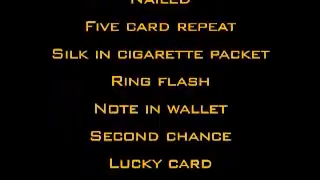 Nailed
Five card repeat
Silk in cigarette packet
Ring flash
Note in wallet
Second chance
Lucky card